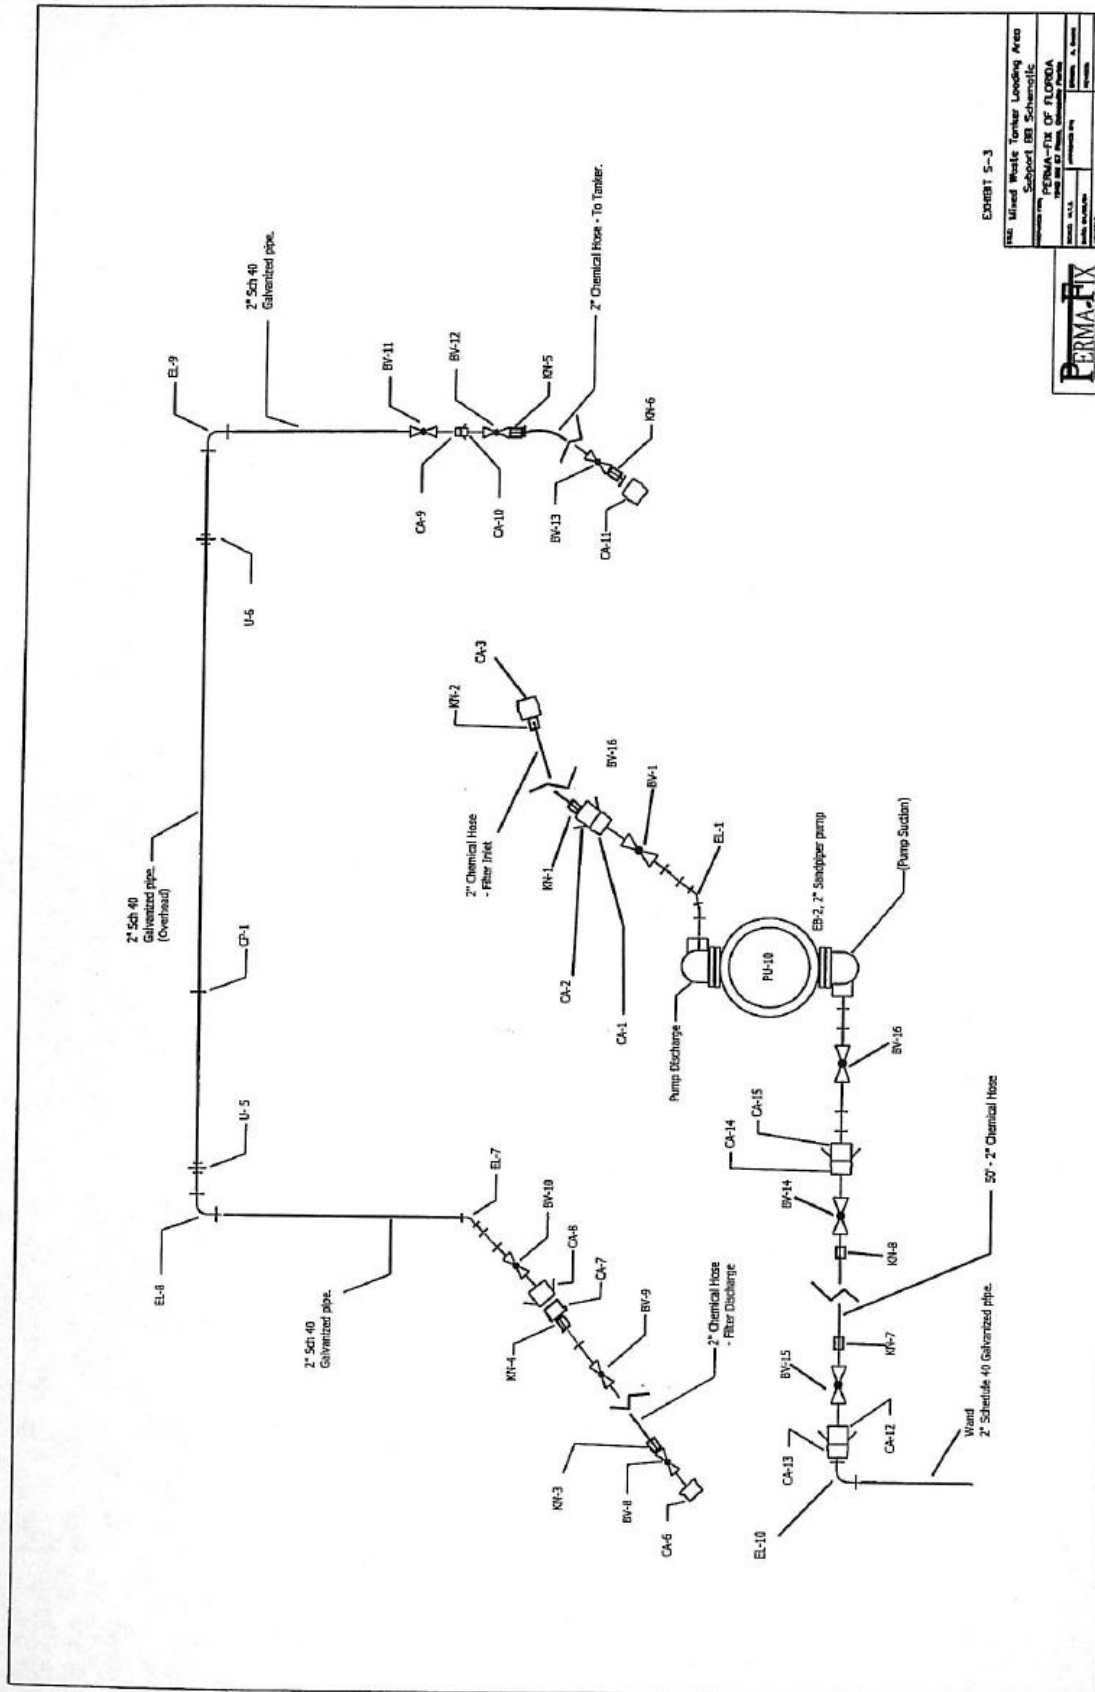 EL-9
2" Sch 40
Galvanized pipe.
BV-11
BV-12
KN-5
2" Chemical Hose - To Tanker.
KN-6
CA-9
CA-10
BV-13
CA-11
U-6
2" Sch 40
Galvanized pipe.
(Overhead)
CP-1
U-5
EL-8
2" Sch 40
Galvanized pipe.
EL-7
BV-10
CA-8
CA-7
BV-9
KN-4
2" Chemical Hose
- Filter Discharge
KN-3
BV-8
CA-6
CA-3
KN-2
BV-16
BV-1
2" Chemical Hose
- Filter Inlet
KN-1
CA-2
CA-1
EL-1
Pump Discharge
PU-10
EB-2, 2" Sandpiper pump
(Pump Suction)
BV-16
CA-15
CA-14
BV-14
KN-8
50' - 2" Chemical Hose
KN-7
BV-15
CA-12
CA-13
EL-10
Wand
2" Schedule 40 Galvanized pipe.
EXHIBIT S-3
Mixed Waste Tanker Loading Area
Subpart BB Schematic
PERMA-FIX OF FLORIDA
PERMA-FIX